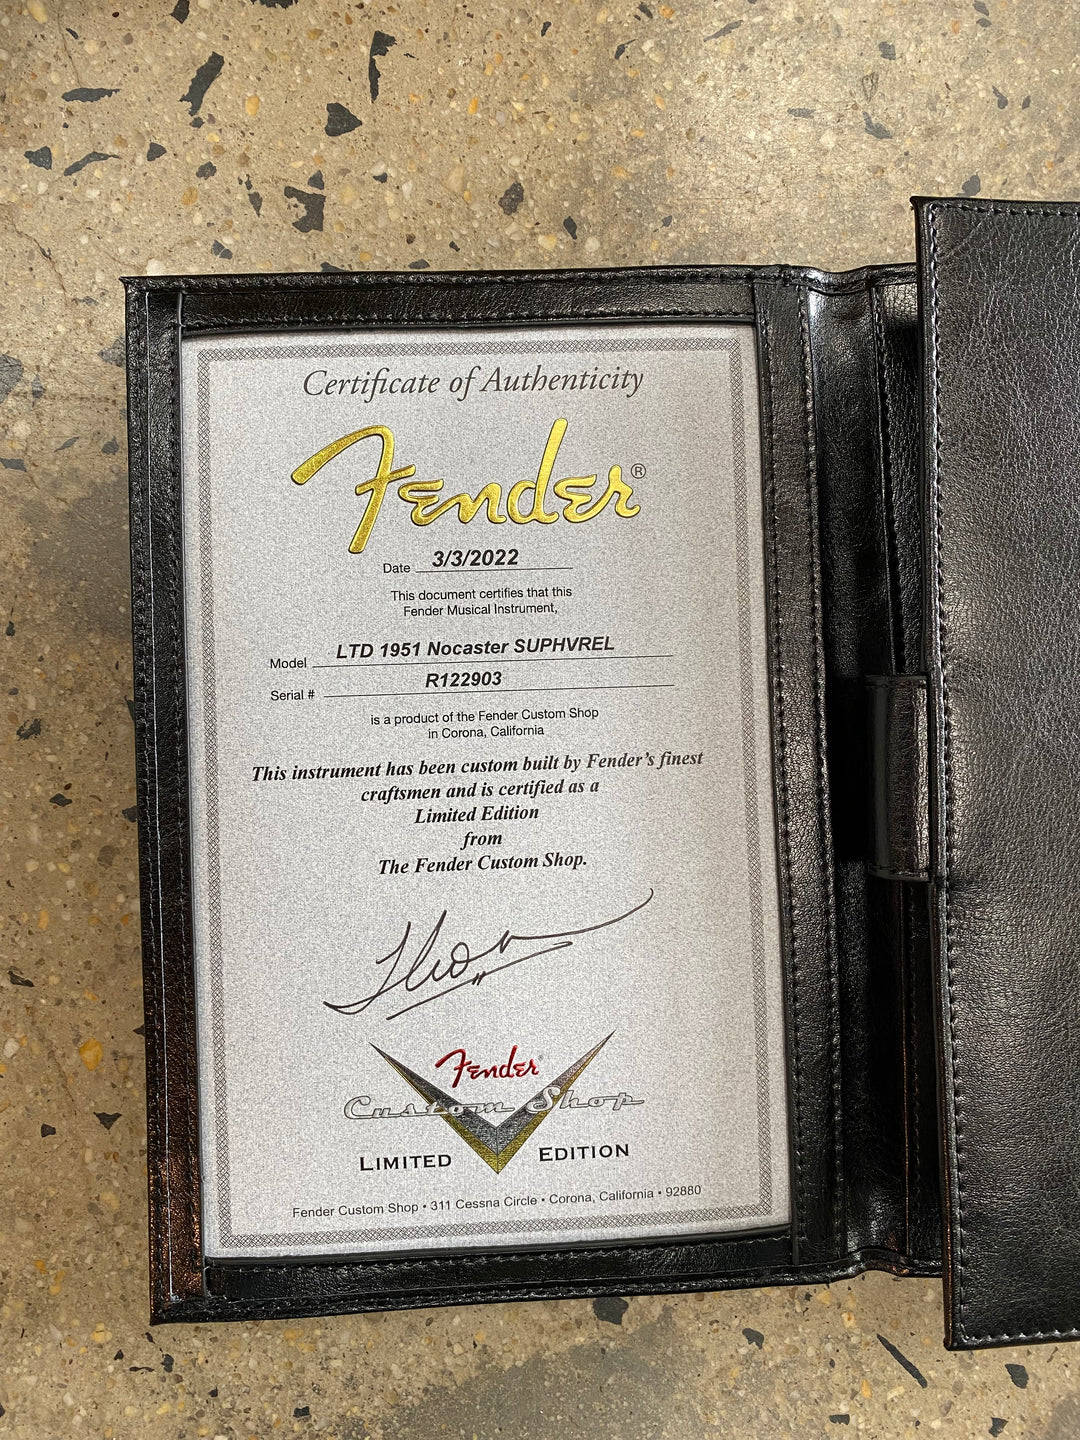 Certificate of Authenticity
Fender®
Date 3/3/2022
This document certifies that this
Fender Musical Instrument,
Model LTD 1951 Nocaster SUPHVREL
Serial # R122903
is a product of the Fender Custom Shop
in Corona, California
This instrument has been custom built by Fender's finest
craftsmen and is certified as a
Limited Edition
from
The Fender Custom Shop.
Fender®
Custom Shop
LIMITED EDITION
Fender Custom Shop • 311 Cessna Circle • Corona, California • 92880